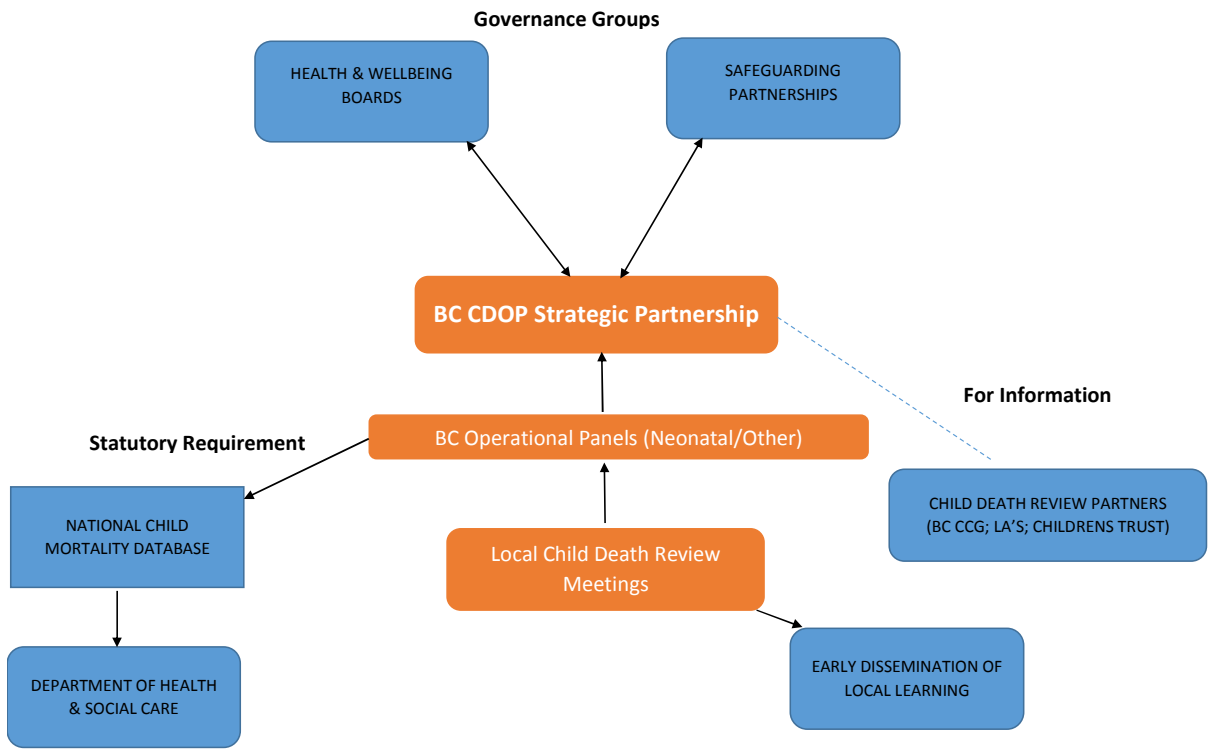 Governance Groups
HEALTH & WELLBEING
BOARDS
SAFEGUARDING
PARTNERSHIPS
BC CDOP Strategic Partnership
For Information
Statutory Requirement
BC Operational Panels (Neonatal/Other)
CHILD DEATH REVIEW PARTNERS
(BC CCG; LA’S; CHILDRENS TRUST)
NATIONAL CHILD
MORTALITY DATABASE
Local Child Death Review
Meetings
EARLY DISSEMINATION OF
LOCAL LEARNING
DEPARTMENT OF HEALTH
& SOCIAL CARE